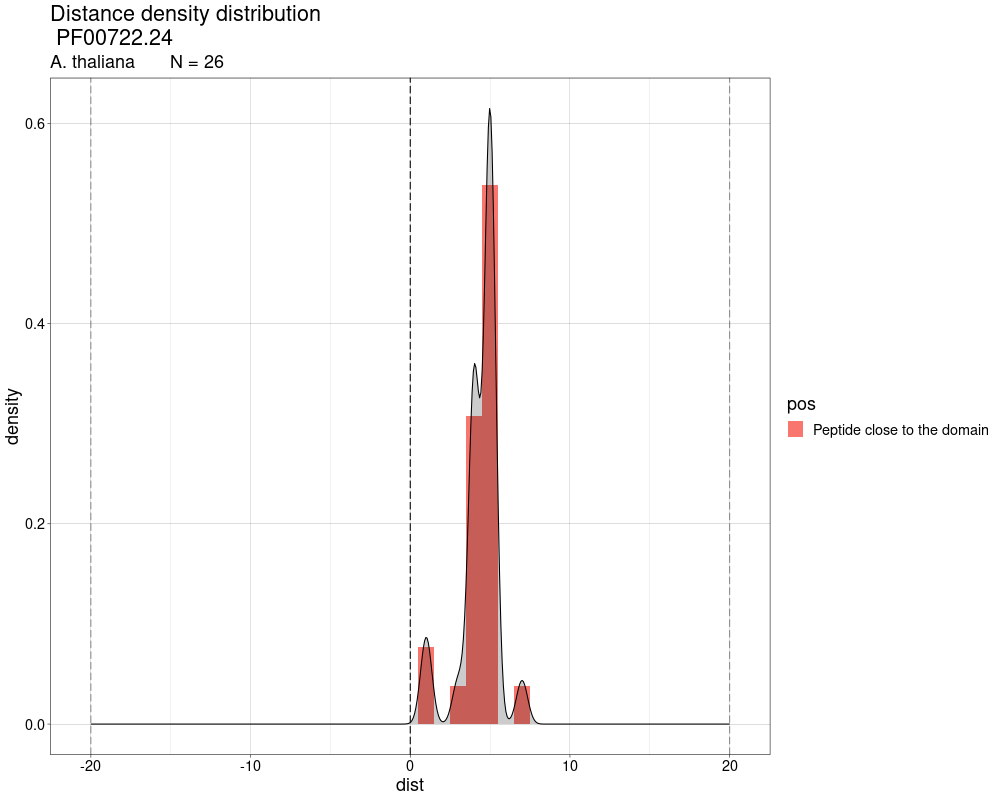 Distance density distribution
PF00722.24
A. thaliana N = 26
0.6
0.4
0.2
0.0
density
-20 -10 0 10 20
dist
pos
Peptide close to the domain